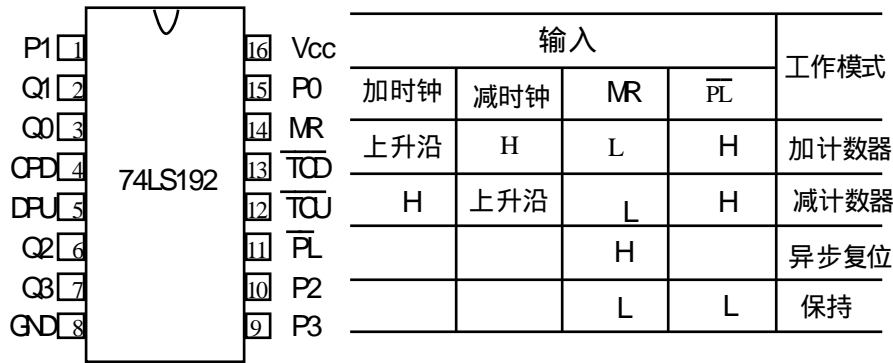 P1 1 16 Vcc
Q1 2 15 P0
Q0 3 14 MR
CPD 4 13 TCD
DPU 5 12 TCU
Q2 6 11 PL
Q3 7 10 P2
GND 8 9 P3
74LS192
输入 工作模式
加时钟 减时钟 MR PL
上升沿 H L H 加计数器
H 上升沿 L H 减计数器
H 异步复位
L L 保持